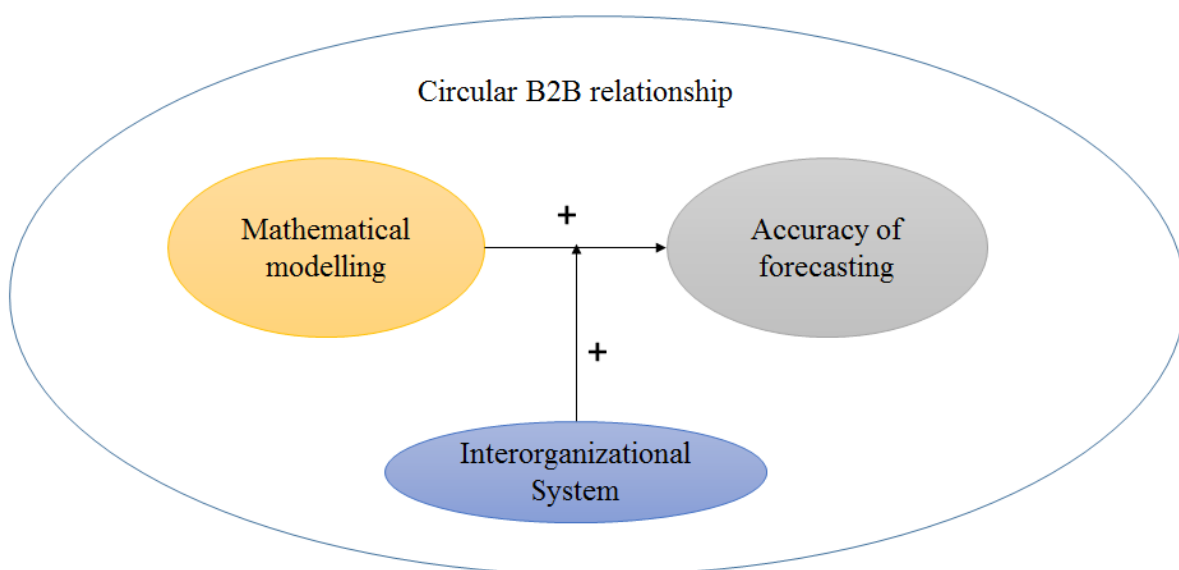 Circular B2B relationship
Mathematical
modelling
+
Accuracy of
forecasting
+
Interorganizational
System